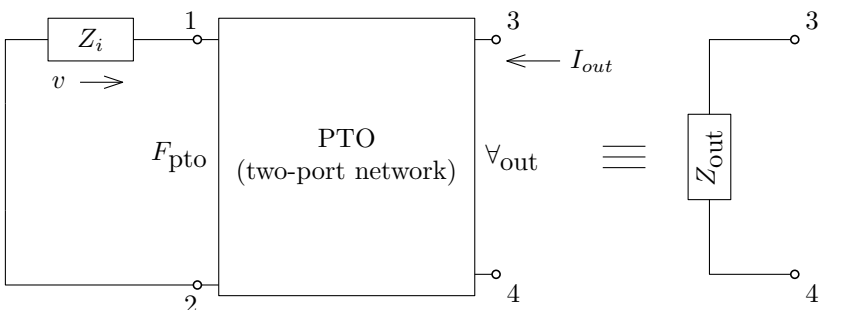 Z_i
v
1
2
F_pto
PTO
(two-port network)
3
I_out
∀_out
4
≡
Z_out
3
4